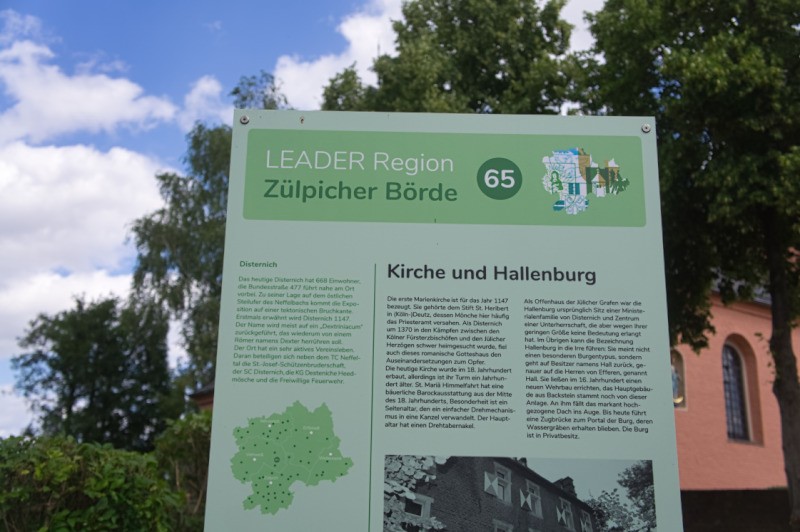 LEADER Region
Zülpicher Börde
65
Disternich
Das heutige Disternich hat 668 Einwohner,
die Bundesstraße 477 führt nahe am Ort
vorbei. Zu seiner Lage auf dem östlichen
Steilufer des Neffelbachs kommt die Expo-
sition auf einer tektonischen Bruchkante.
Erstmals erwähnt wird Disternich 1147.
Der Name wird meist auf ein „Dextriniacum"
zurückgeführt, das wiederum von einem
Römer namens Dexter herrühren soll.
Der Ort hat ein sehr aktives Vereinsleben.
Daran beteiligen sich neben dem TC Neffel-
tal die St.-Josef-Schützenbruderschaft,
der SC Disternich, die KG Oesteriche Heed-
mösche und die Freiwillige Feuerwehr.
Kirche und Hallenburg
Die erste Marienkirche ist für das Jahr 1147
bezeugt. Sie gehörte dem Stift St. Heribert
in (Köln-)Deutz, dessen Mönche hier häufig
das Priesteramt versahen. Als Disternich
um 1370 in den Kämpfen zwischen den
Kölner Fürsterzbischöfen und den Jülicher
Herzögen schwer heimgesucht wurde, fiel
auch dieses romanische Gotteshaus den
Auseinandersetzungen zum Opfer.
Die heutige Kirche wurde im 18. Jahrhundert
erbaut, allerdings ist ihr Turm ein Jahrhun-
dert älter. St. Mariä Himmelfahrt hat eine
bäuerliche Barockausstattung aus der Mitte
des 18. Jahrhunderts. Besonderheit ist ein
Seitenaltar, den ein einfacher Drehmechanis-
mus in eine Kanzel verwandelt. Der Haupt-
altar hat einen Drehtabernakel.
Als Offenhaus der Jülicher Grafen war die
Hallenburg ursprünglich Sitz einer Ministe-
rialenfamilie von Disternich und Zentrum
einer Unterherrschaft, die aber wegen ihrer
geringen Größe keine Bedeutung erlangt
hat. Im Übrigen kann die Bezeichnung
Hallenburg in die Irre führen: Sie meint nicht
einen besonderen Burgentypus, sondern
geht auf Besitzer namens Hall zurück, ge-
nauer auf die Herren von Efferen, genannt
Hall. Sie ließen im 16. Jahrhundert einen
neuen Wehrbau errichten, das Hauptgebäu-
de aus Backstein stammt noch von dieser
Anlage. An ihm fällt das markant hoch-
gezogene Dach ins Auge. Bis heute führt
eine Zugbrücke zum Portal der Burg, deren
Wassergräben erhalten blieben. Die Burg
ist in Privatbesitz.